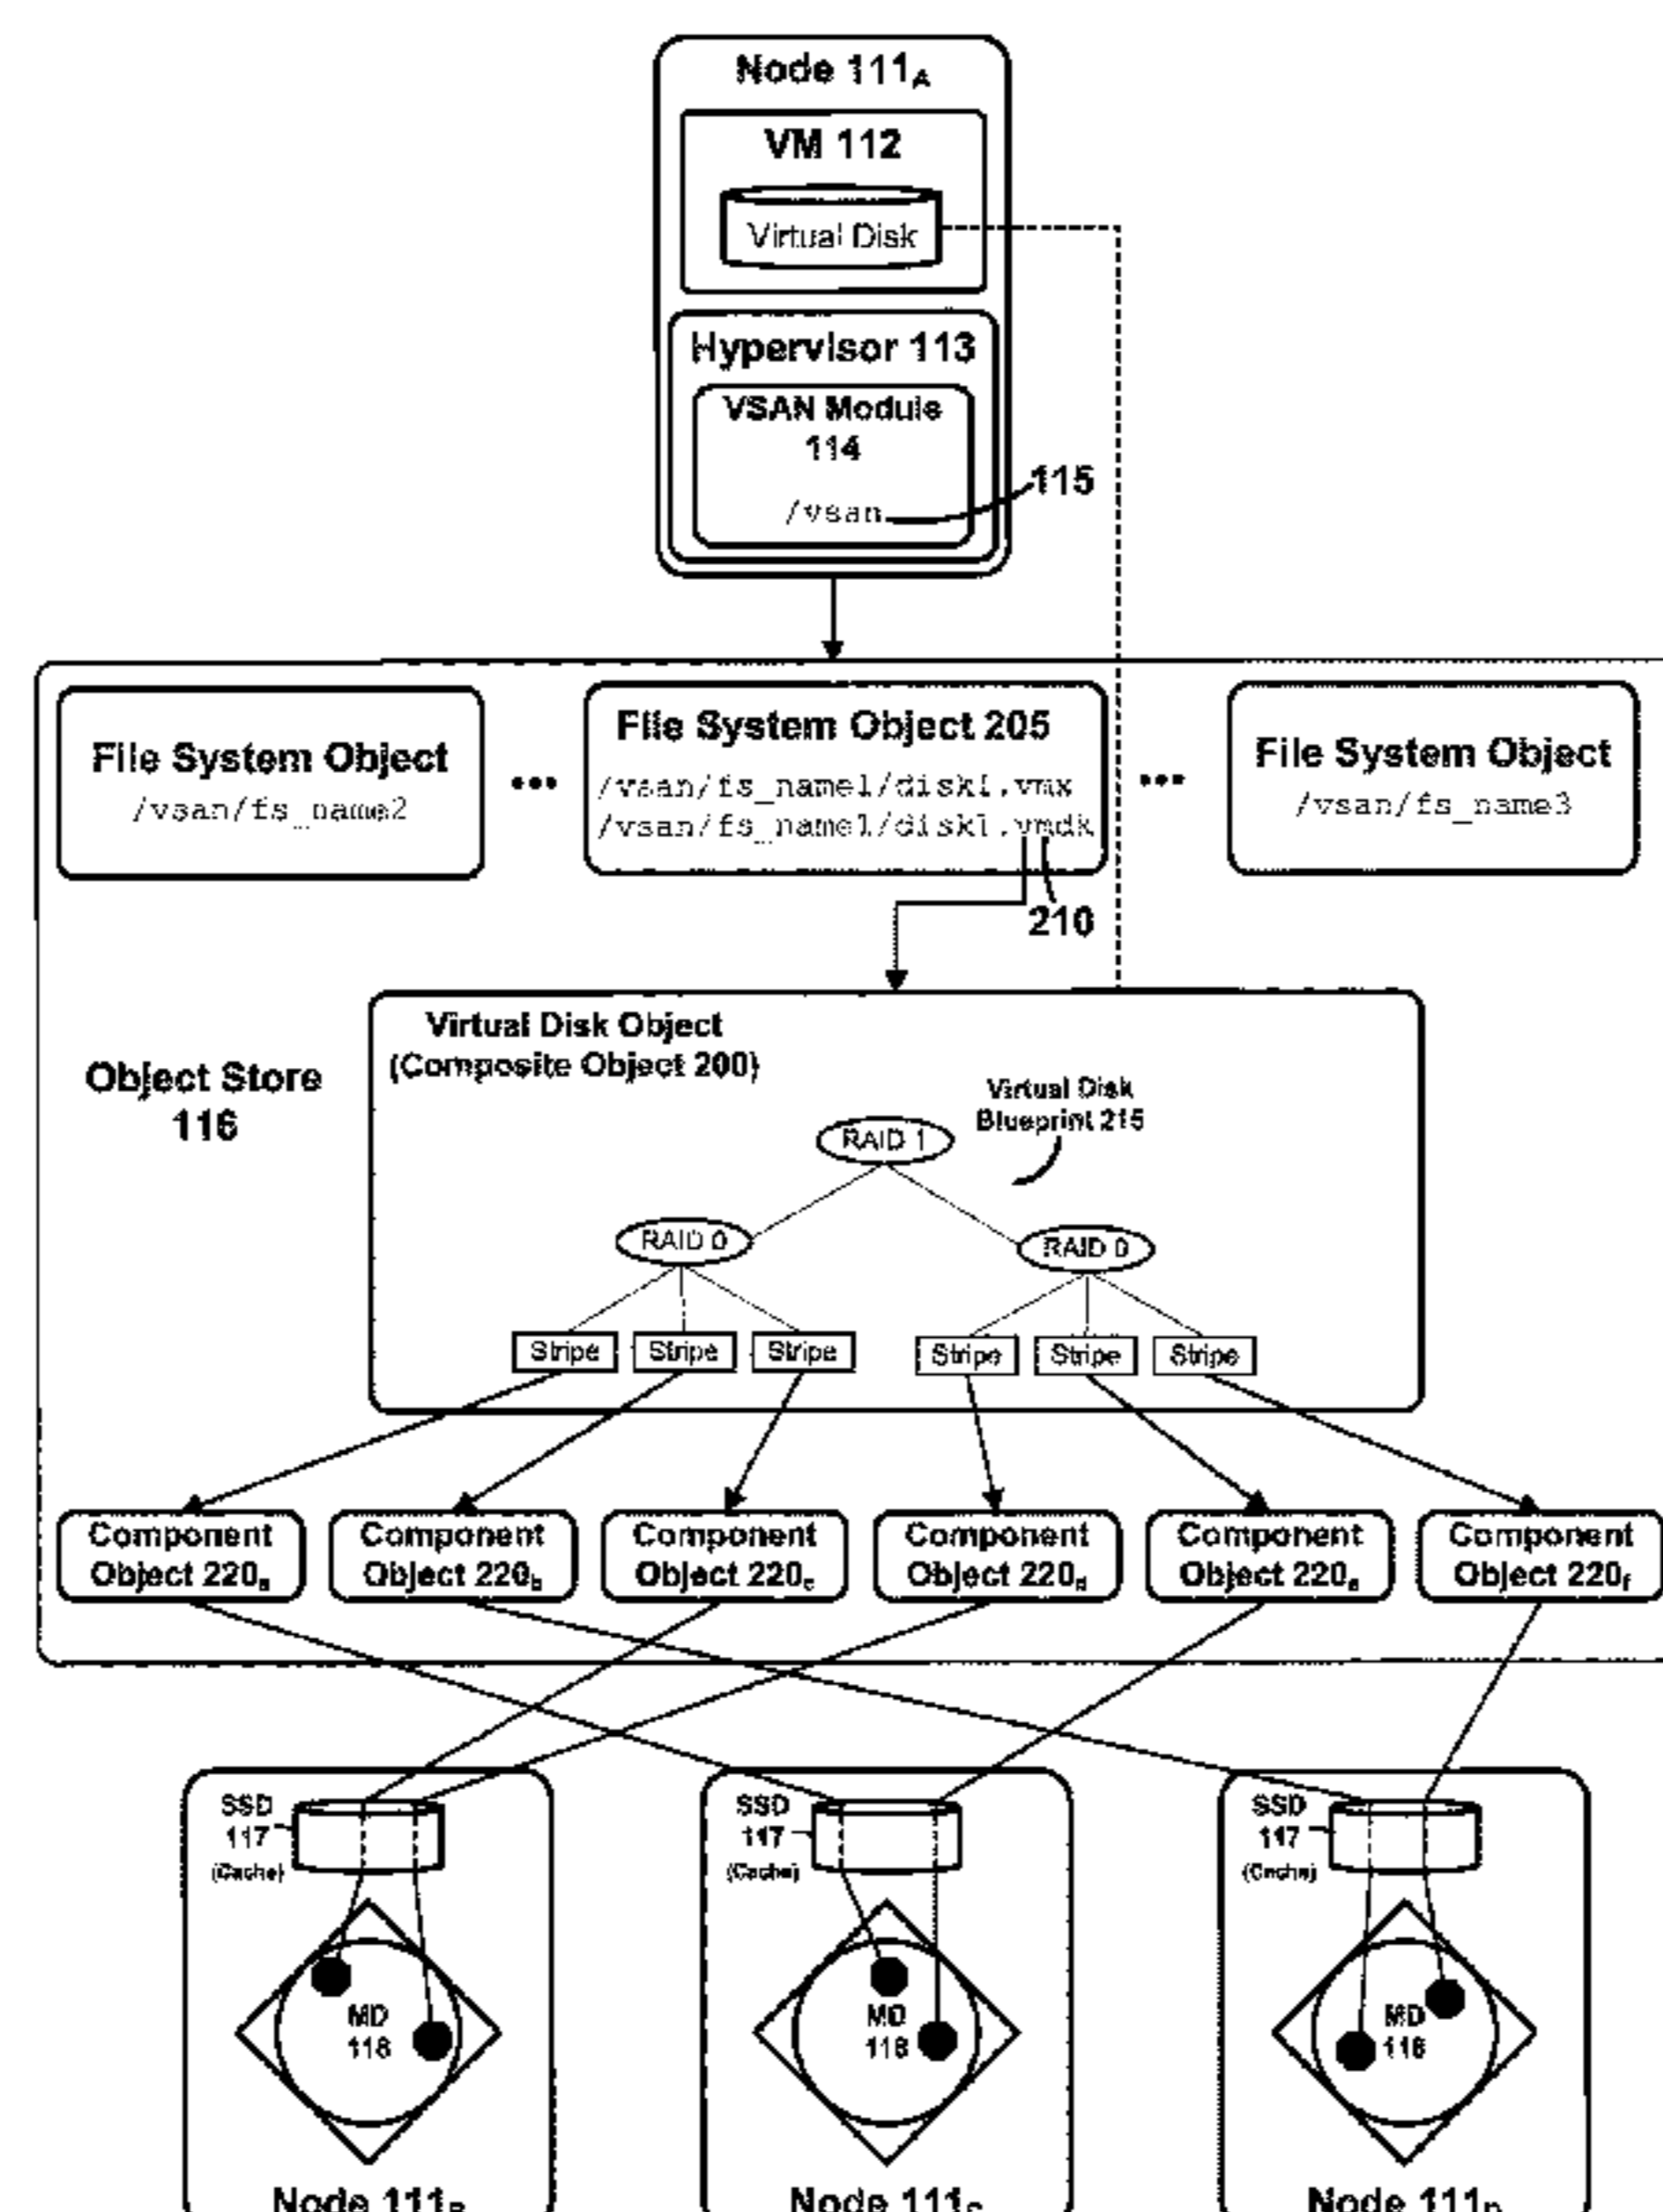 Node 111A
VM 112
Virtual Disk
Hypervisor 113
VSAN Module
114
/vsan
115
File System Object
/vsan/fs_name2
•••
File System Object 205
/vsan/fs_name1/disk1.vmx
/vsan/fs_name1/disk1.vmdk
210
•••
File System Object
/vsan/fs_name3
Object Store
116
Virtual Disk Object
(Composite Object 200)
Virtual Disk
Blueprint 215
RAID 1
RAID 0
RAID 0
Stripe Stripe Stripe Stripe Stripe Stripe
Component
Object 220a
Component
Object 220b
Component
Object 220c
Component
Object 220d
Component
Object 220e
Component
Object 220f
SSD
117
(Cache)
MD
118
Node 111B
SSD
117
(Cache)
MD
118
Node 111C
SSD
117
(Cache)
MD
118
Node 111D